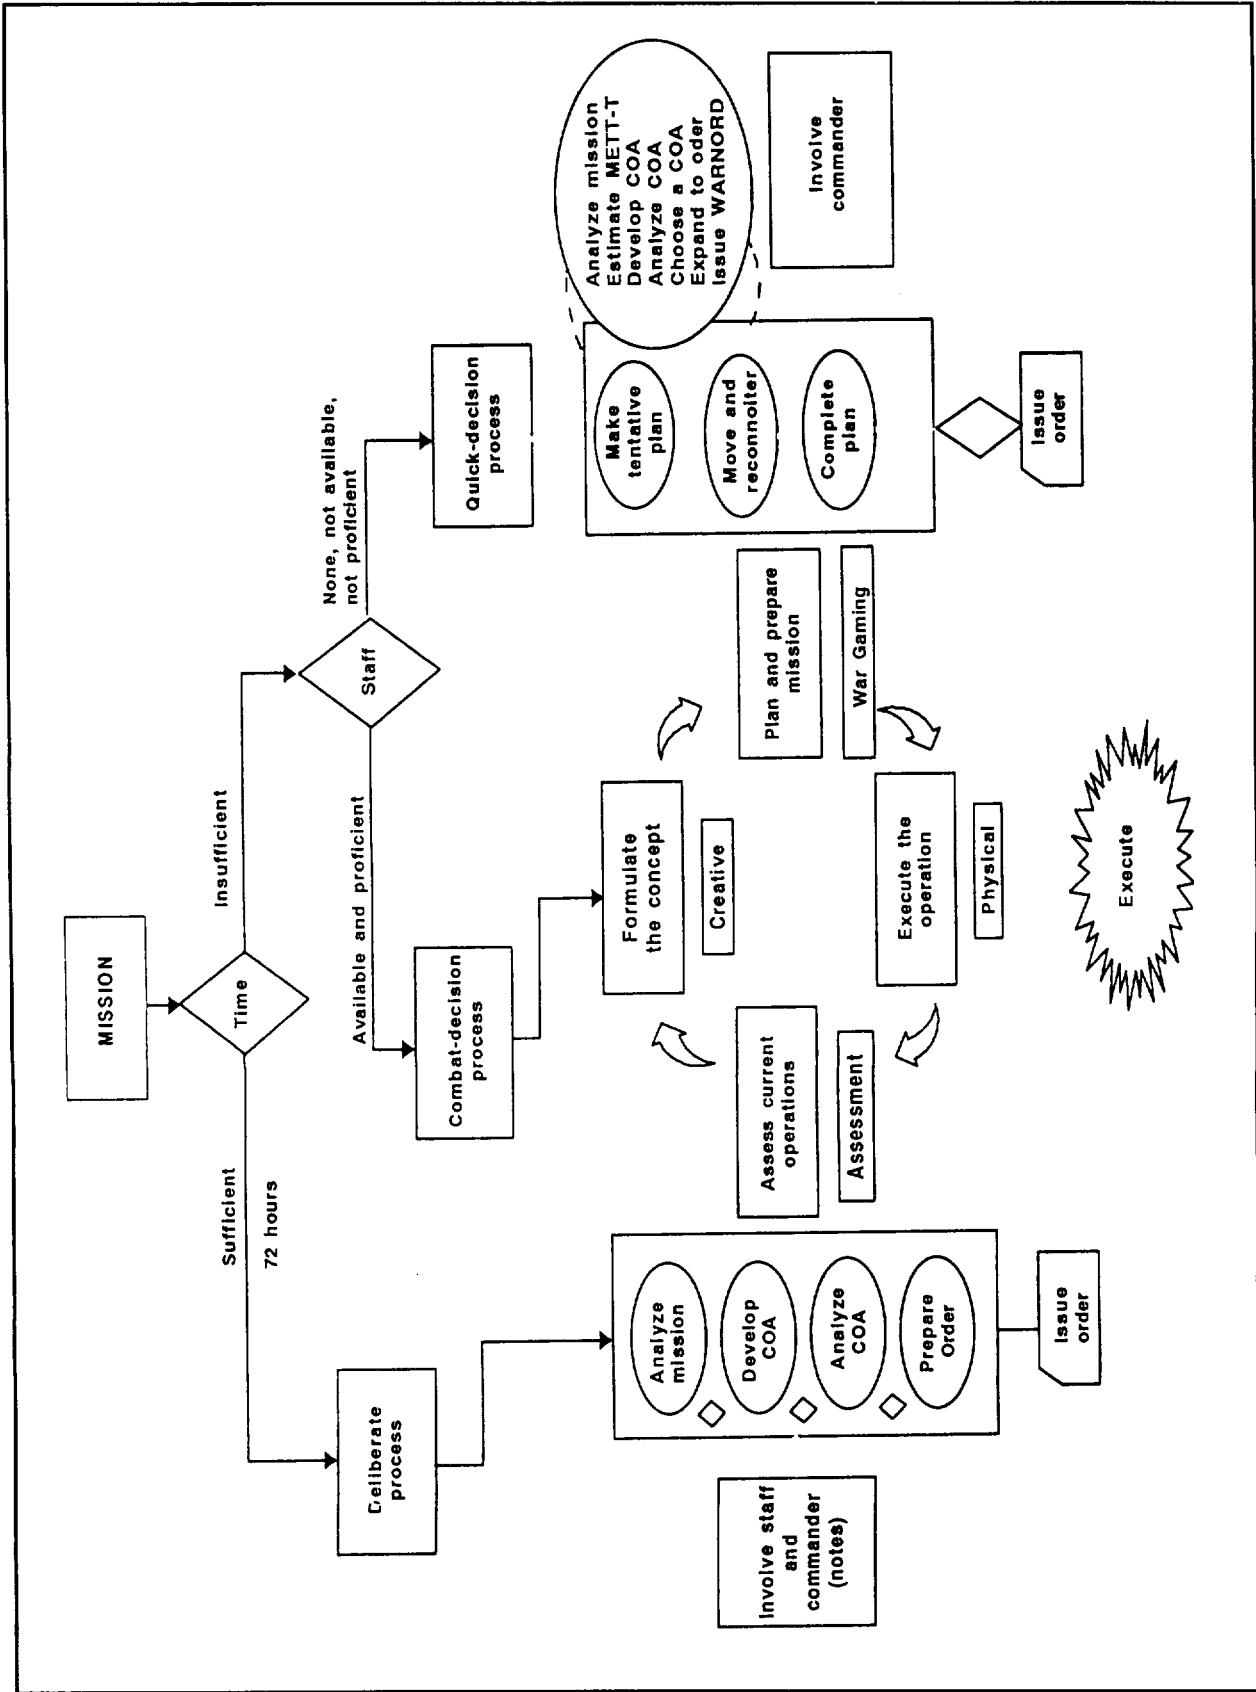 MISSION
Time
Sufficient
72 hours
Insufficient
Staff
Available and proficient
None, not available,
not proficient
Deliberate
process
Combat-decision
process
Quick-decision
process
Analyze
mission
Develop
COA
Analyze
COA
Prepare
Order
Issue
order
Involve staff
and
commander
(notes)
Formulate
the concept
Creative
Plan and prepare
mission
War Gaming
Execute the
operation
Physical
Assess current
operations
Assessment
Execute
Make
tentative
plan
Move and
reconnoiter
Complete
plan
Issue
order
Analyze mission
Estimate METT-T
Develop COA
Analyze COA
Choose a COA
Expand to oder
Issue WARNORD
Involve
commander